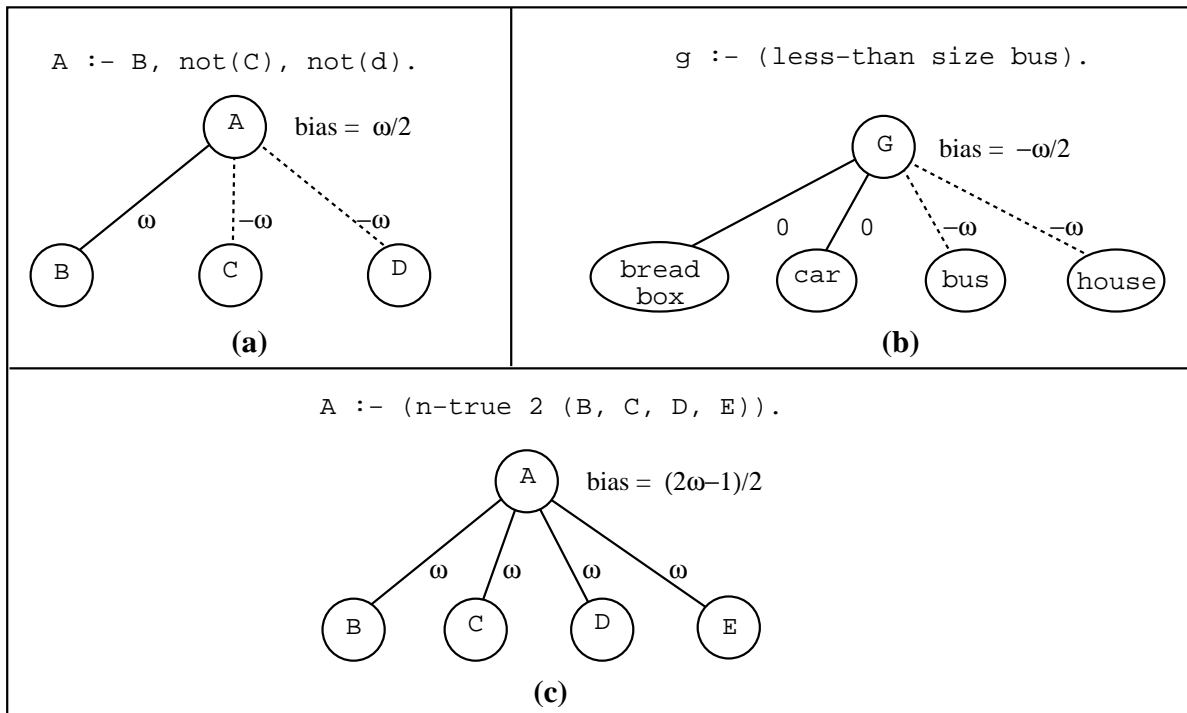 A :- B, not(C), not(d).
A
bias = ω/2
ω
−ω
−ω
B
C
D
(a)
g :- (less-than size bus).
G
bias = −ω/2
0
0
−ω
−ω
bread
box
car
bus
house
(b)
A :- (n-true 2 (B, C, D, E)).
A
bias = (2ω−1)/2
ω
ω
ω
ω
B
C
D
E
(c)